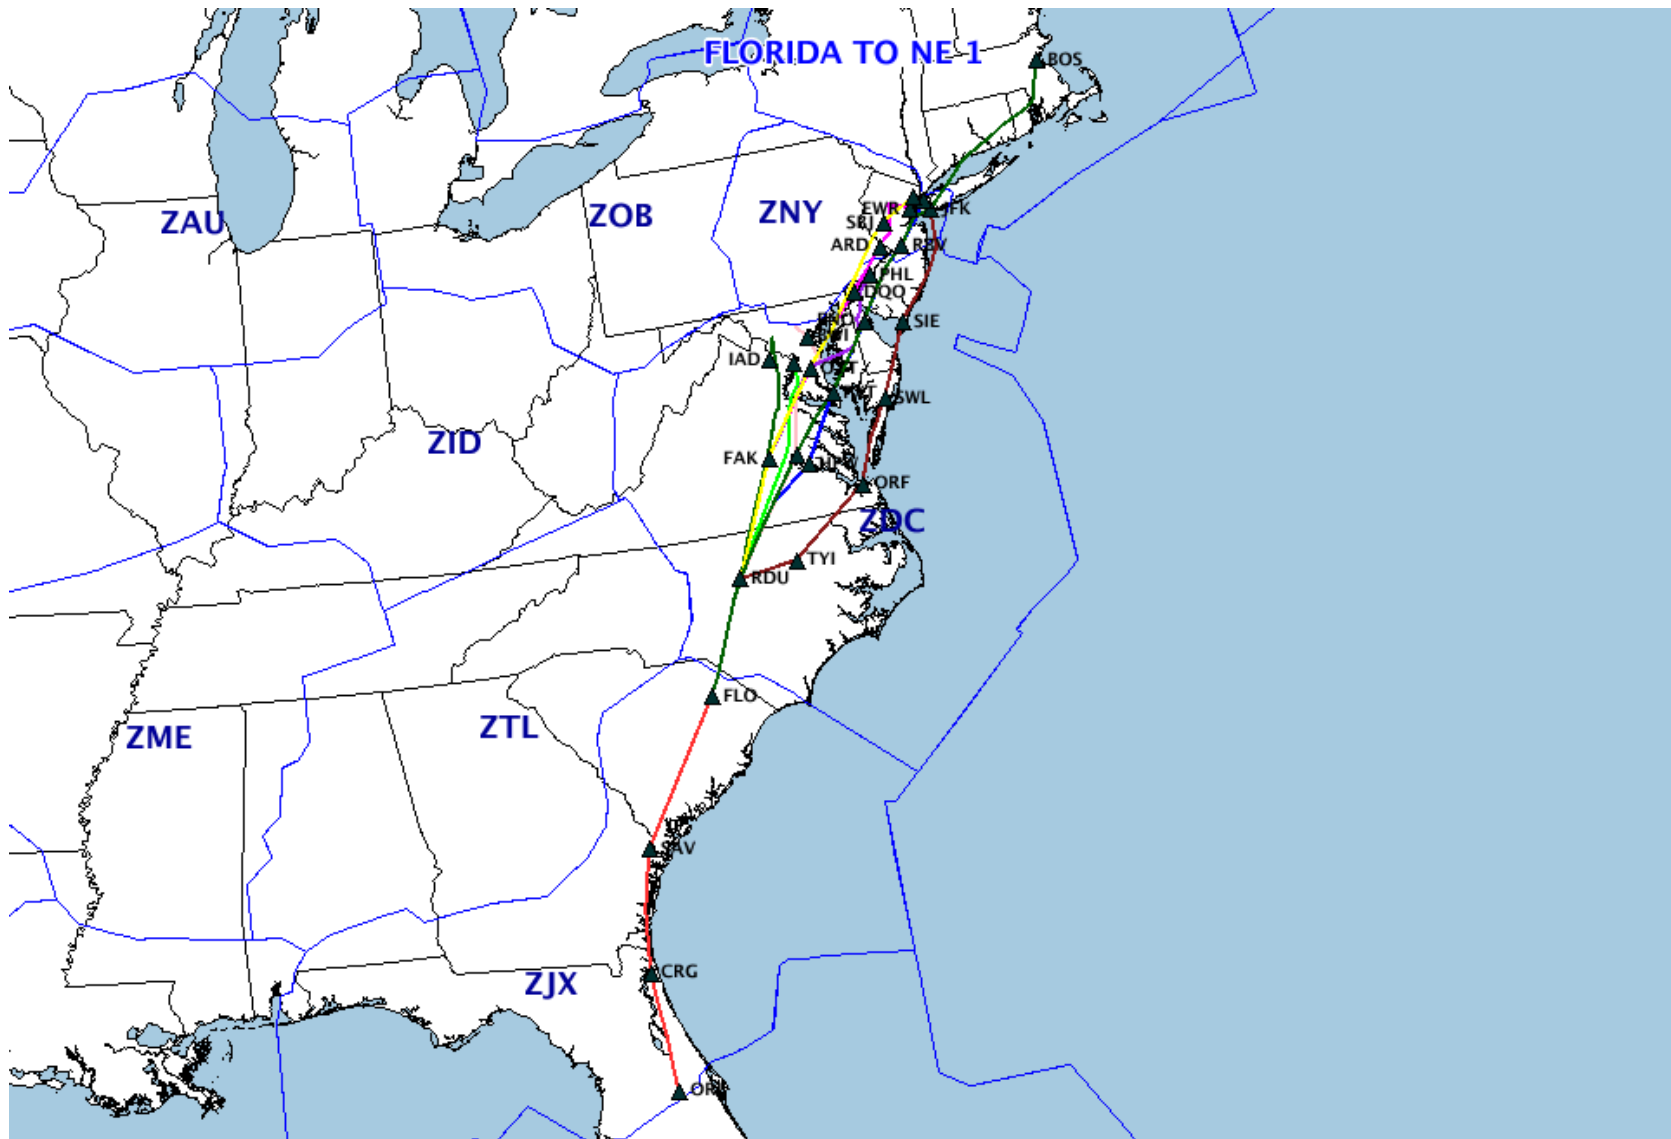 FLORIDA TO NE 1
BOS
ZAU
ZOB
ZNY
EWR
JFK
SBJ
ARD
RBV
PHL
DQO
SIE
IAD
SWL
ZID
FAK
ORF
ZDC
TYI
RDU
FLO
ZME
ZTL
SAV
CRG
ZJX